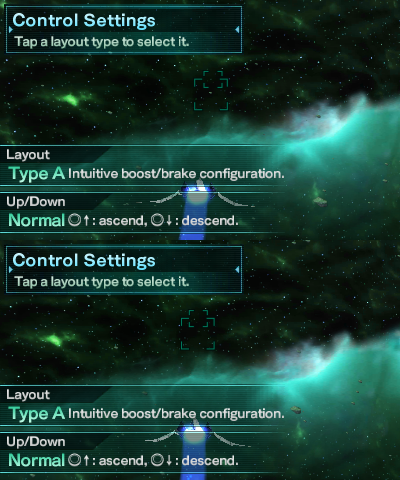 Control Settings
Tap a layout type to select it.
Layout
Type A Intuitive boost/brake configuration.
Up/Down
Normal ◎↑: ascend, ◎↓: descend.
Control Settings
Tap a layout type to select it.
Layout
Type A Intuitive boost/brake configuration.
Up/Down
Normal ◎↑: ascend, ◎↓: descend.